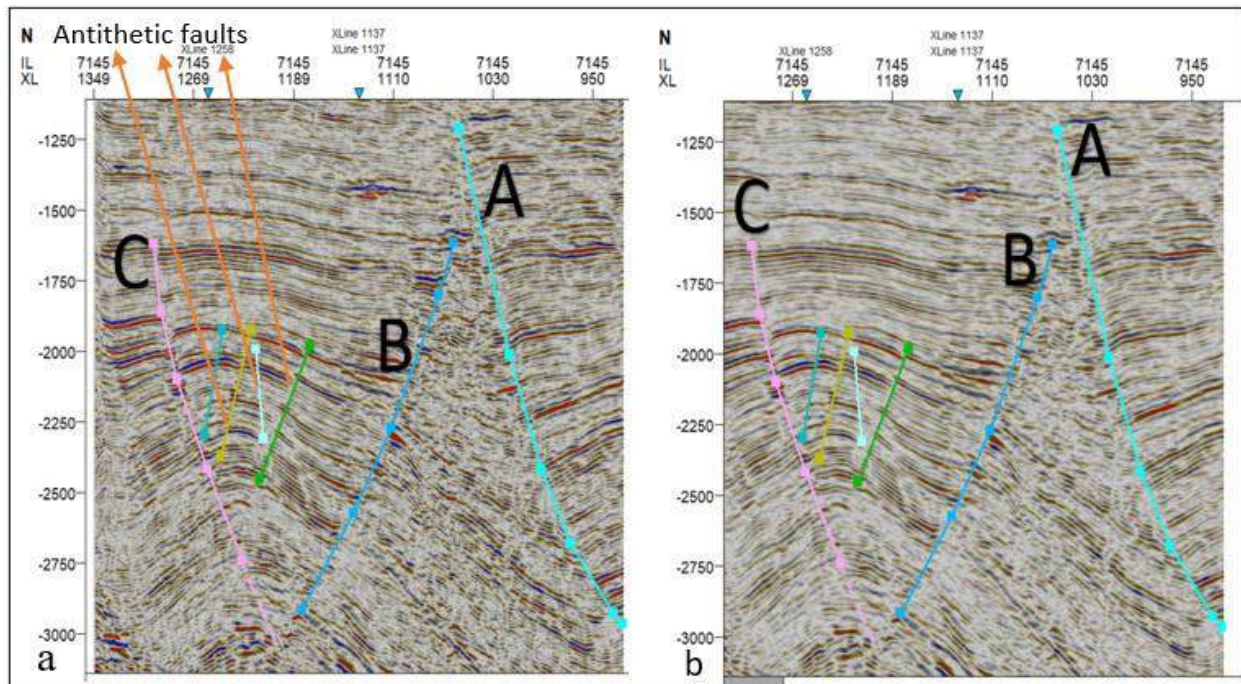 N
Antithetic faults
XLine 1258
XLine 1137
XLine 1137
IL 7145 7145 7145 7145 7145 7145
XL 1349 1269 1189 1110 1030 950
-1250
-1500
-1750
-2000
-2250
-2500
-2750
-3000
A
B
C
a
N
XLine 1258
XLine 1137
XLine 1137
IL 7145 7145 7145 7145 7145
XL 1269 1189 1110 1030 950
-1250
-1500
-1750
-2000
-2250
-2500
-2750
-3000
A
B
C
b